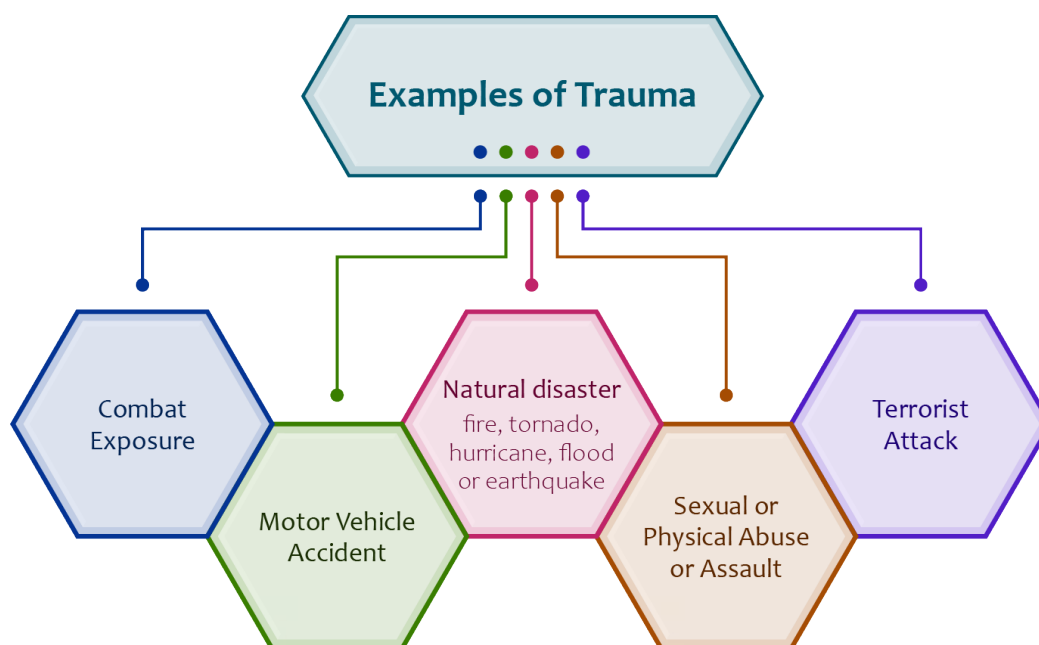 Examples of Trauma
Combat
Exposure
Motor Vehicle
Accident
Natural disaster
fire, tornado,
hurricane, flood
or earthquake
Sexual or
Physical Abuse
or Assault
Terrorist
Attack